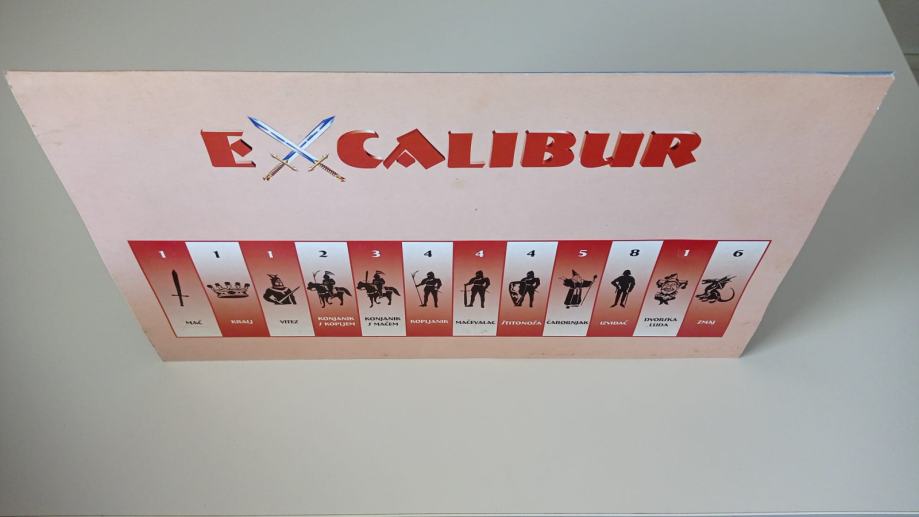 EXCALIBUR
1 1 1 2 3 4 4 4 5 8 1 6
MAČ
KRALJ
VITEZ
KONJANIK
S KOPLJEM
KONJANIK
S MAČEM
KOPLJANIK
MAČEVALAC
ŠTITONOŠA
ČAROBNJAK
IZVIĐAČ
DVORSKA
LUDA
ZMAJ